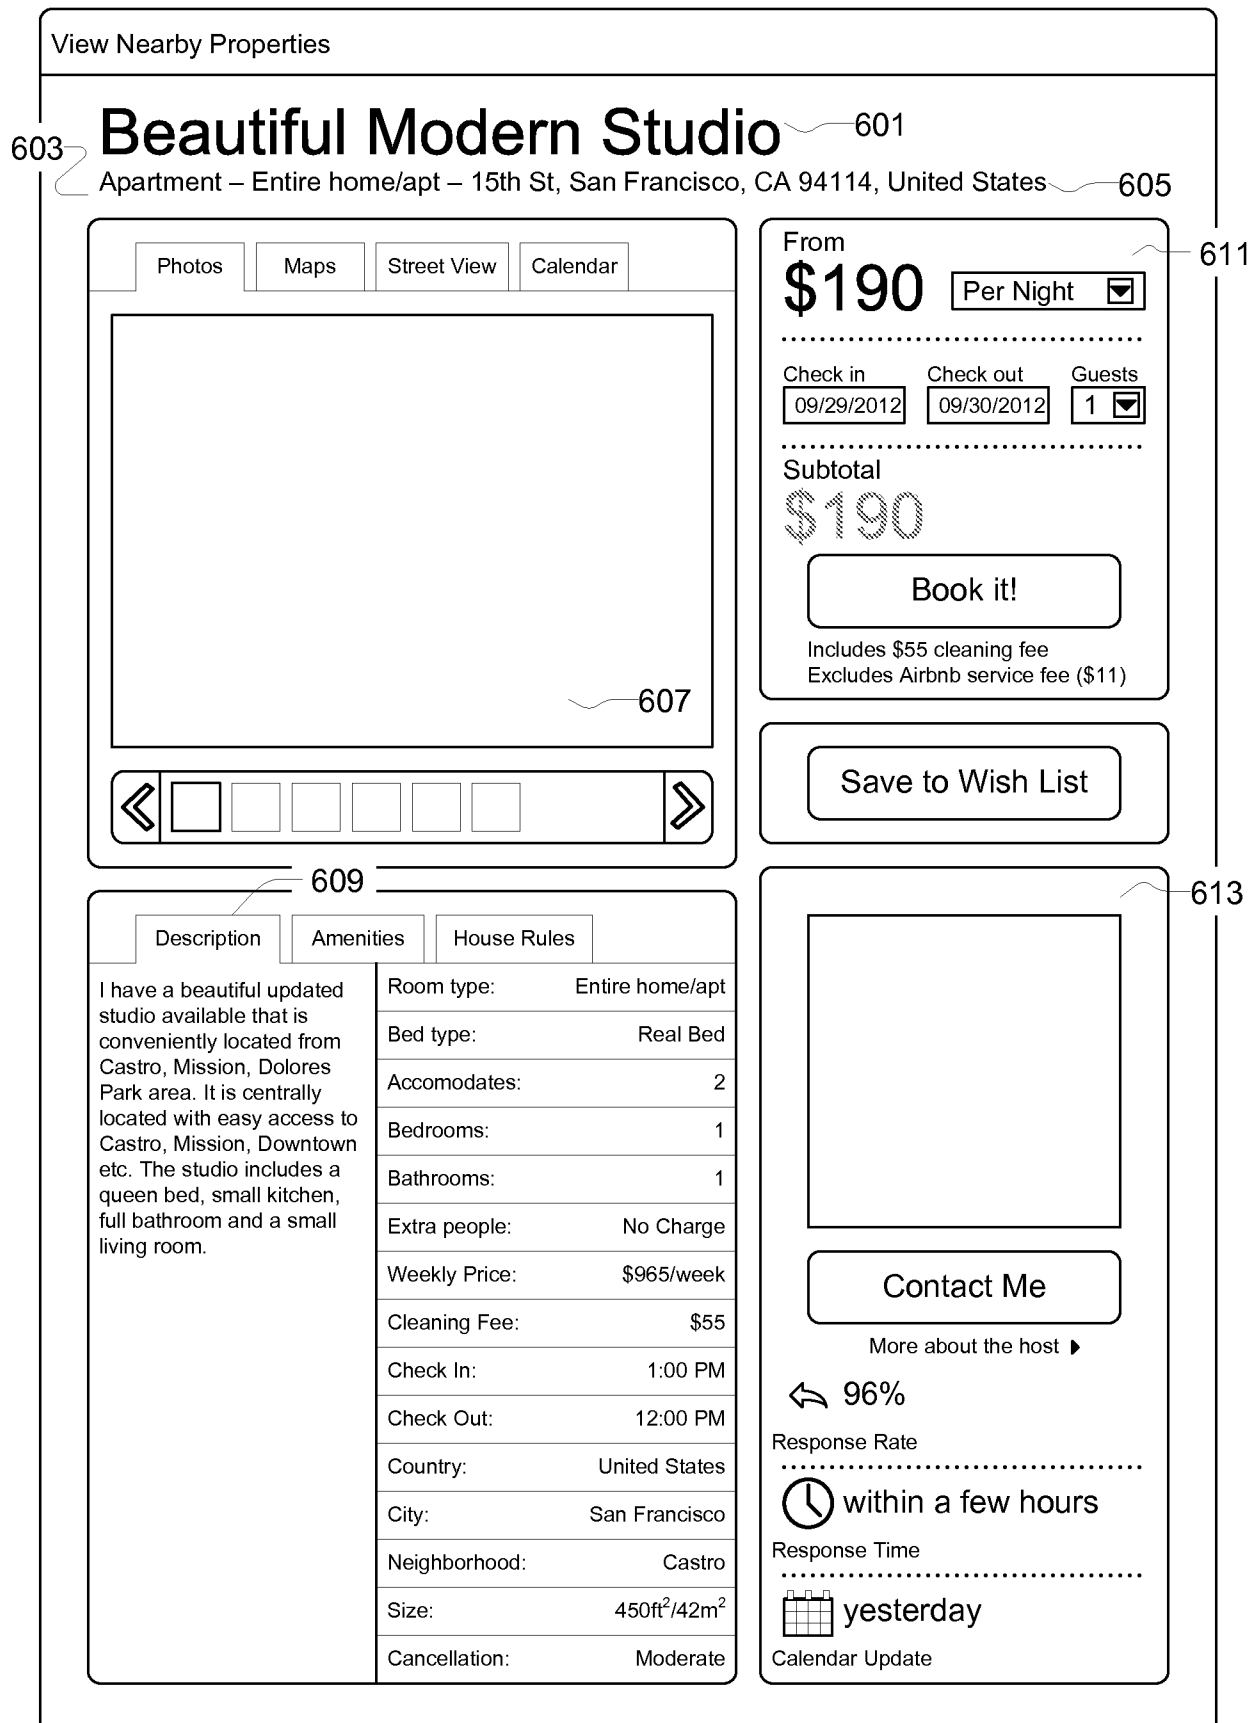 View Nearby Properties
Beautiful Modern Studio
601
603
Apartment – Entire home/apt – 15th St, San Francisco, CA 94114, United States
605
Photos
Maps
Street View
Calendar
607
From
$190
Per Night
611
Check in
Check out
Guests
09/29/2012
09/30/2012
1
Subtotal
$190
Book it!
Includes $55 cleaning fee
Excludes Airbnb service fee ($11)
Save to Wish List
609
Description
Amenities
House Rules
I have a beautiful updated
studio available that is
conveniently located from
Castro, Mission, Dolores
Park area. It is centrally
located with easy access to
Castro, Mission, Downtown
etc. The studio includes a
queen bed, small kitchen,
full bathroom and a small
living room.
Room type: Entire home/apt
Bed type: Real Bed
Accomodates: 2
Bedrooms: 1
Bathrooms: 1
Extra people: No Charge
Weekly Price: $965/week
Cleaning Fee: $55
Check In: 1:00 PM
Check Out: 12:00 PM
Country: United States
City: San Francisco
Neighborhood: Castro
Size: 450ft²/42m²
Cancellation: Moderate
613
Contact Me
More about the host
96%
Response Rate
within a few hours
Response Time
yesterday
Calendar Update